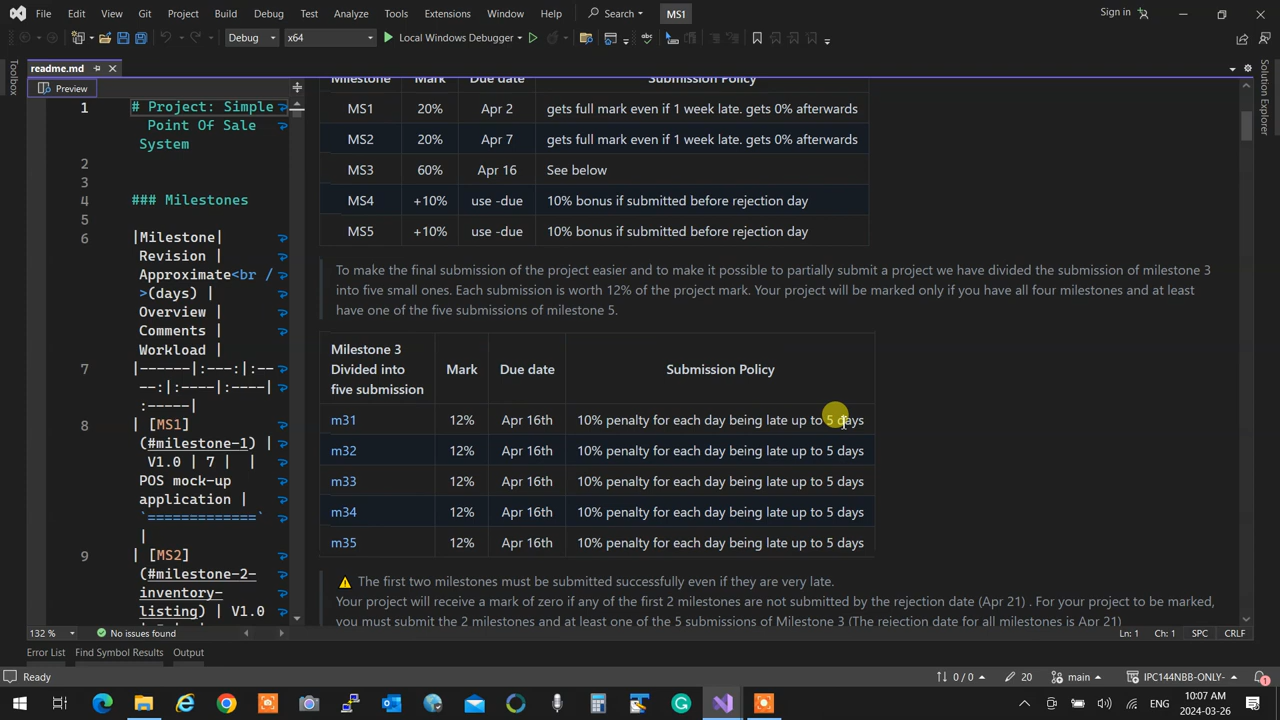 File Edit View Git Project Build Debug Test Analyze Tools Extensions Window Help Search MS1 Sign in
Debug x64 Local Windows Debugger
readme.md
Preview
Toolbox
Solution Explorer
1 # Project: Simple
Point Of Sale
System
2
3
4 ### Milestones
5
6 |Milestone|
Revision |
Approximate<br /
>(days) |
Overview |
Comments |
Workload |
7 |------|:---:|:--
---:|:----|:----|
:-----|
8 | [MS1]
(#milestone-1) |
V1.0 | 7 | |
POS mock-up
application |
`=============`
|
9 | [MS2]
(#milestone-2-
inventory-
listing) | V1.0
Milestone Mark Due date Submission Policy
MS1 20% Apr 2 gets full mark even if 1 week late. gets 0% afterwards
MS2 20% Apr 7 gets full mark even if 1 week late. gets 0% afterwards
MS3 60% Apr 16 See below
MS4 +10% use -due 10% bonus if submitted before rejection day
MS5 +10% use -due 10% bonus if submitted before rejection day
To make the final submission of the project easier and to make it possible to partially submit a project we have divided the submission of milestone 3
into five small ones. Each submission is worth 12% of the project mark. Your project will be marked only if you have all four milestones and at least
have one of the five submissions of milestone 5.
Milestone 3
Divided into
five submission Mark Due date Submission Policy
m31 12% Apr 16th 10% penalty for each day being late up to 5 days
m32 12% Apr 16th 10% penalty for each day being late up to 5 days
m33 12% Apr 16th 10% penalty for each day being late up to 5 days
m34 12% Apr 16th 10% penalty for each day being late up to 5 days
m35 12% Apr 16th 10% penalty for each day being late up to 5 days
The first two milestones must be submitted successfully even if they are very late.
Your project will receive a mark of zero if any of the first 2 milestones are not submitted by the rejection date (Apr 21) . For your project to be marked,
you must submit the 2 milestones and at least one of the 5 submissions of Milestone 3 (The rejection date for all milestones is Apr 21)
132 % No issues found Ln: 1 Ch: 1 SPC CRLF
Error List Find Symbol Results Output
Ready 0 / 0 20 main IPC144NBB-ONLY- 1
ENG 10:07 AM
2024-03-26